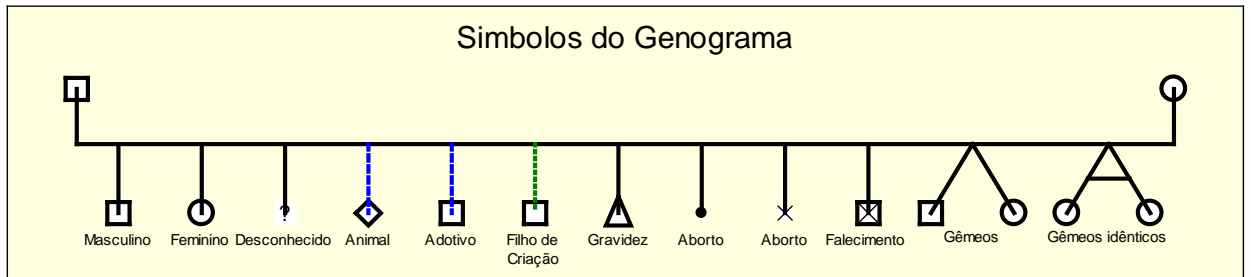 Simbolos do Genograma
?
Masculino
Feminino
Desconhecido
Animal
Adotivo
Filho de
Criação
Gravidez
Aborto
Aborto
Falecimento
Gêmeos
Gêmeos idênticos